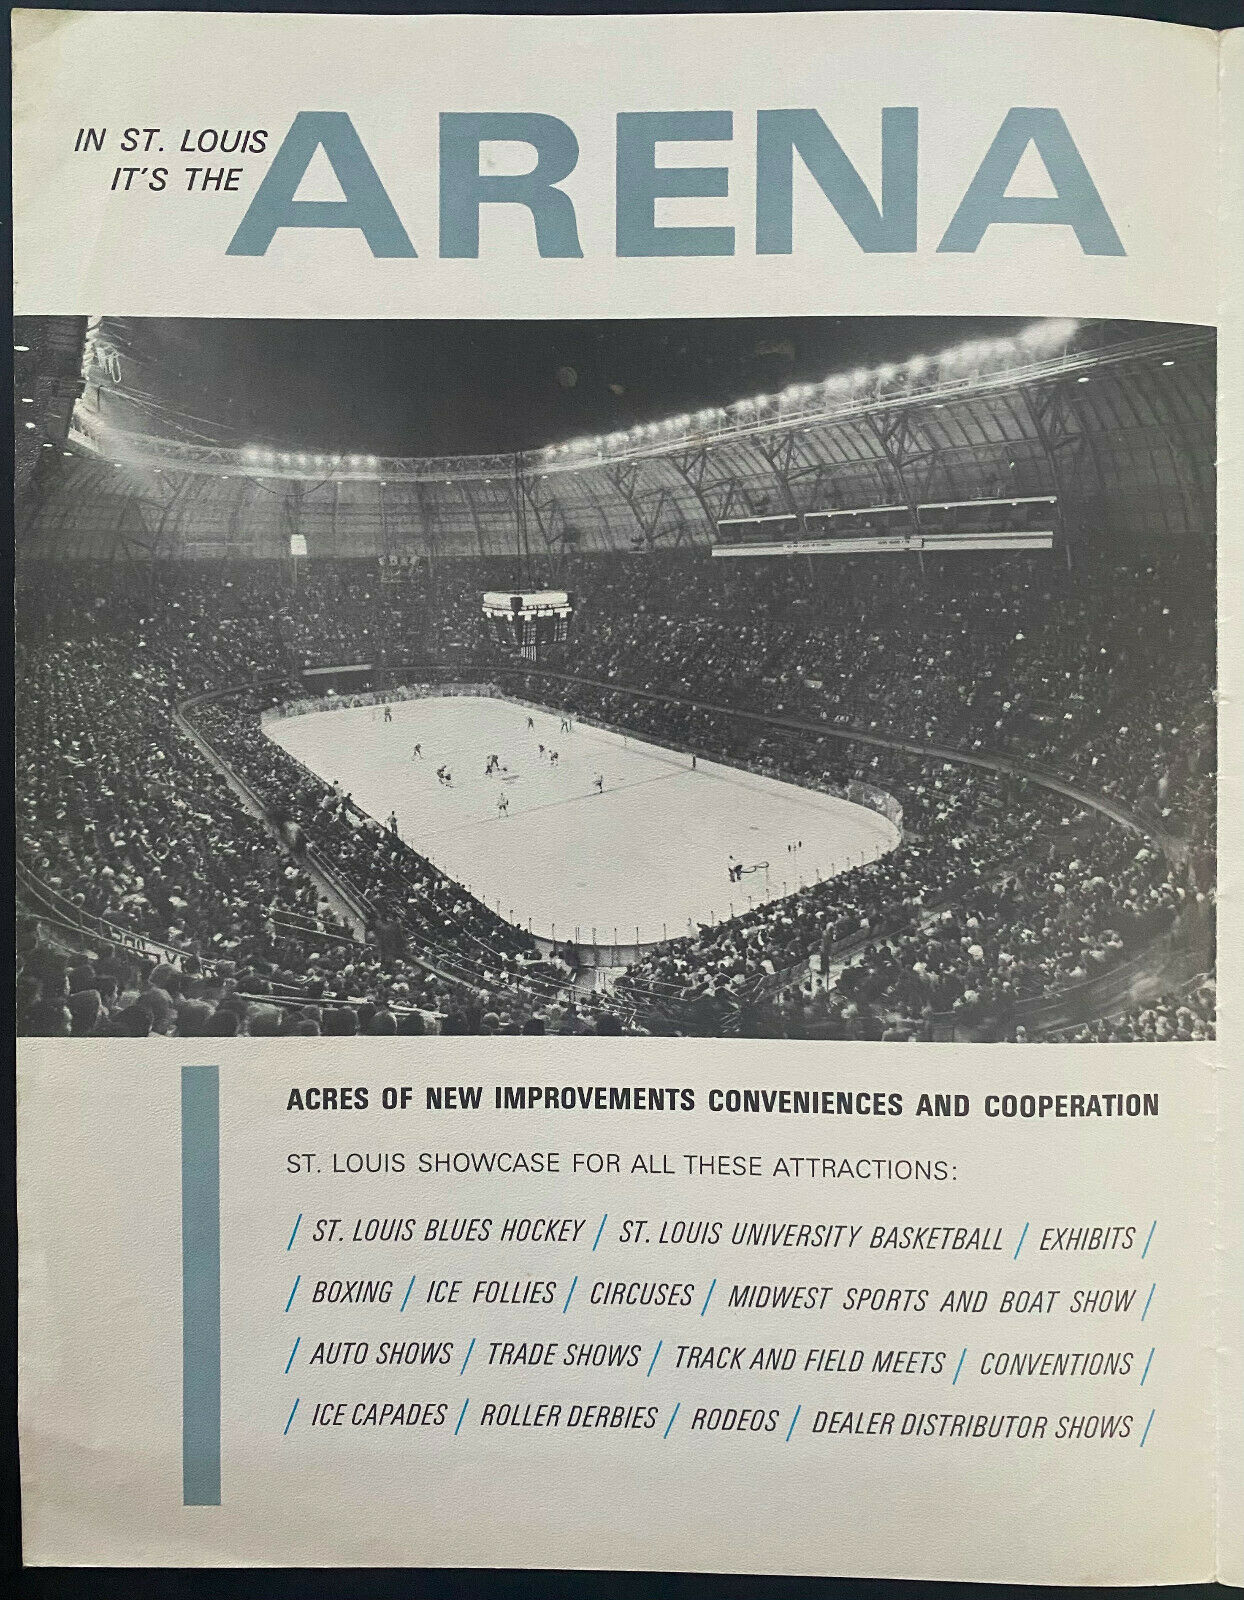 IN ST. LOUIS
IT'S THE
ARENA
ACRES OF NEW IMPROVEMENTS CONVENIENCES AND COOPERATION
ST. LOUIS SHOWCASE FOR ALL THESE ATTRACTIONS:
/ ST. LOUIS BLUES HOCKEY / ST. LOUIS UNIVERSITY BASKETBALL / EXHIBITS /
/ BOXING / ICE FOLLIES / CIRCUSES / MIDWEST SPORTS AND BOAT SHOW /
/ AUTO SHOWS / TRADE SHOWS / TRACK AND FIELD MEETS / CONVENTIONS /
/ ICE CAPADES / ROLLER DERBIES / RODEOS / DEALER DISTRIBUTOR SHOWS /